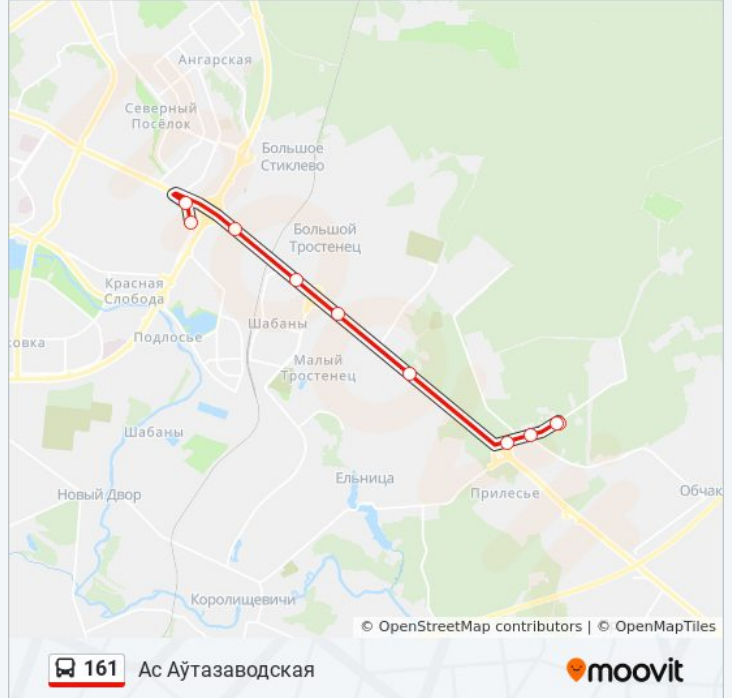 Ангарская
Северный
Посёлок
Большое
Стиклево
Большой
Тростенец
Красная
Слобода
Шабаны
Подлосье
ковка
Малый
Тростенец
Шабаны
Ельница
Новый Двор
Прилесье
Обчак
Королищевичи
© OpenStreetMap contributors | © OpenMapTiles
161 Ас Аўтазаводская
moovit